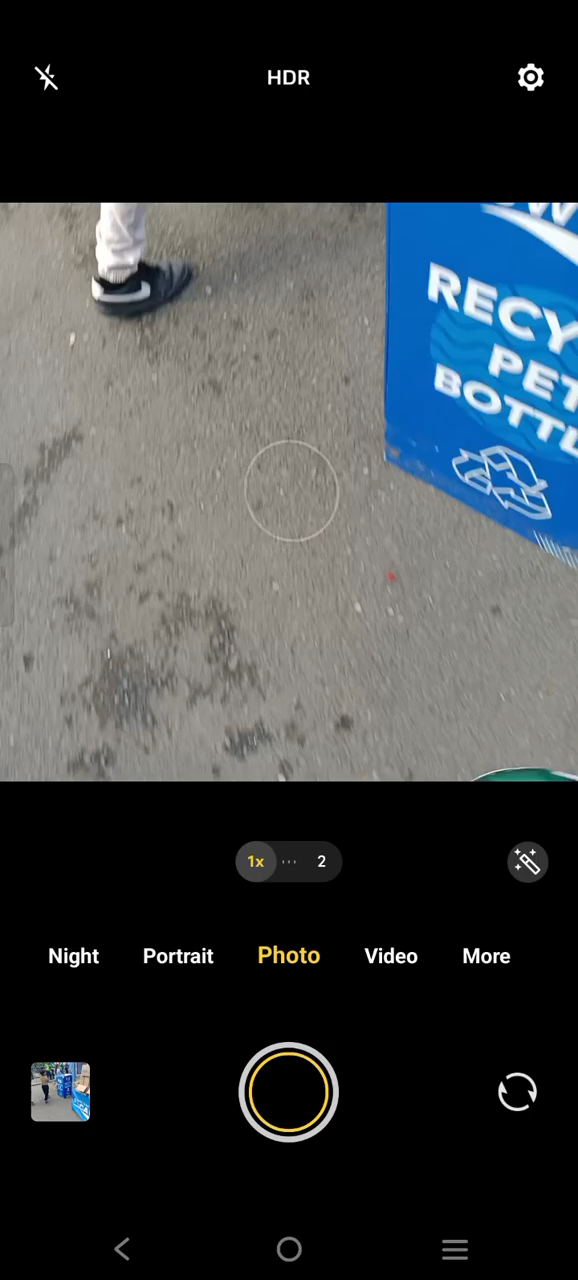 HDR
RECY
PET
BOTTL
1x
2
Night
Portrait
Photo
Video
More